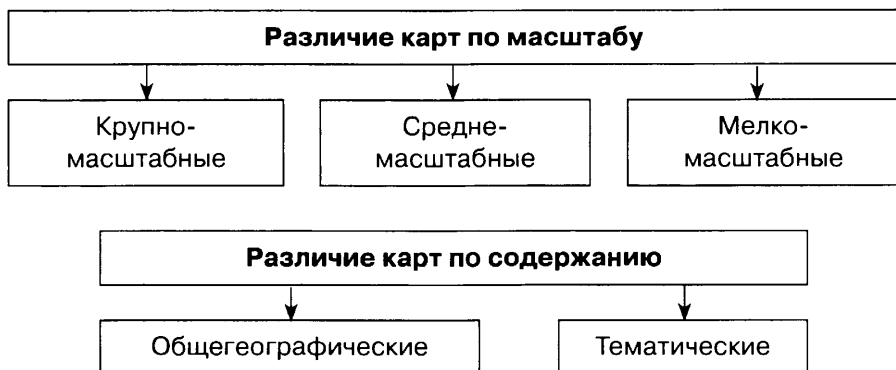 Различие карт по масштабу
Крупно-
масштабные
Средне-
масштабные
Мелко-
масштабные
Различие карт по содержанию
Общегеографические
Тематические